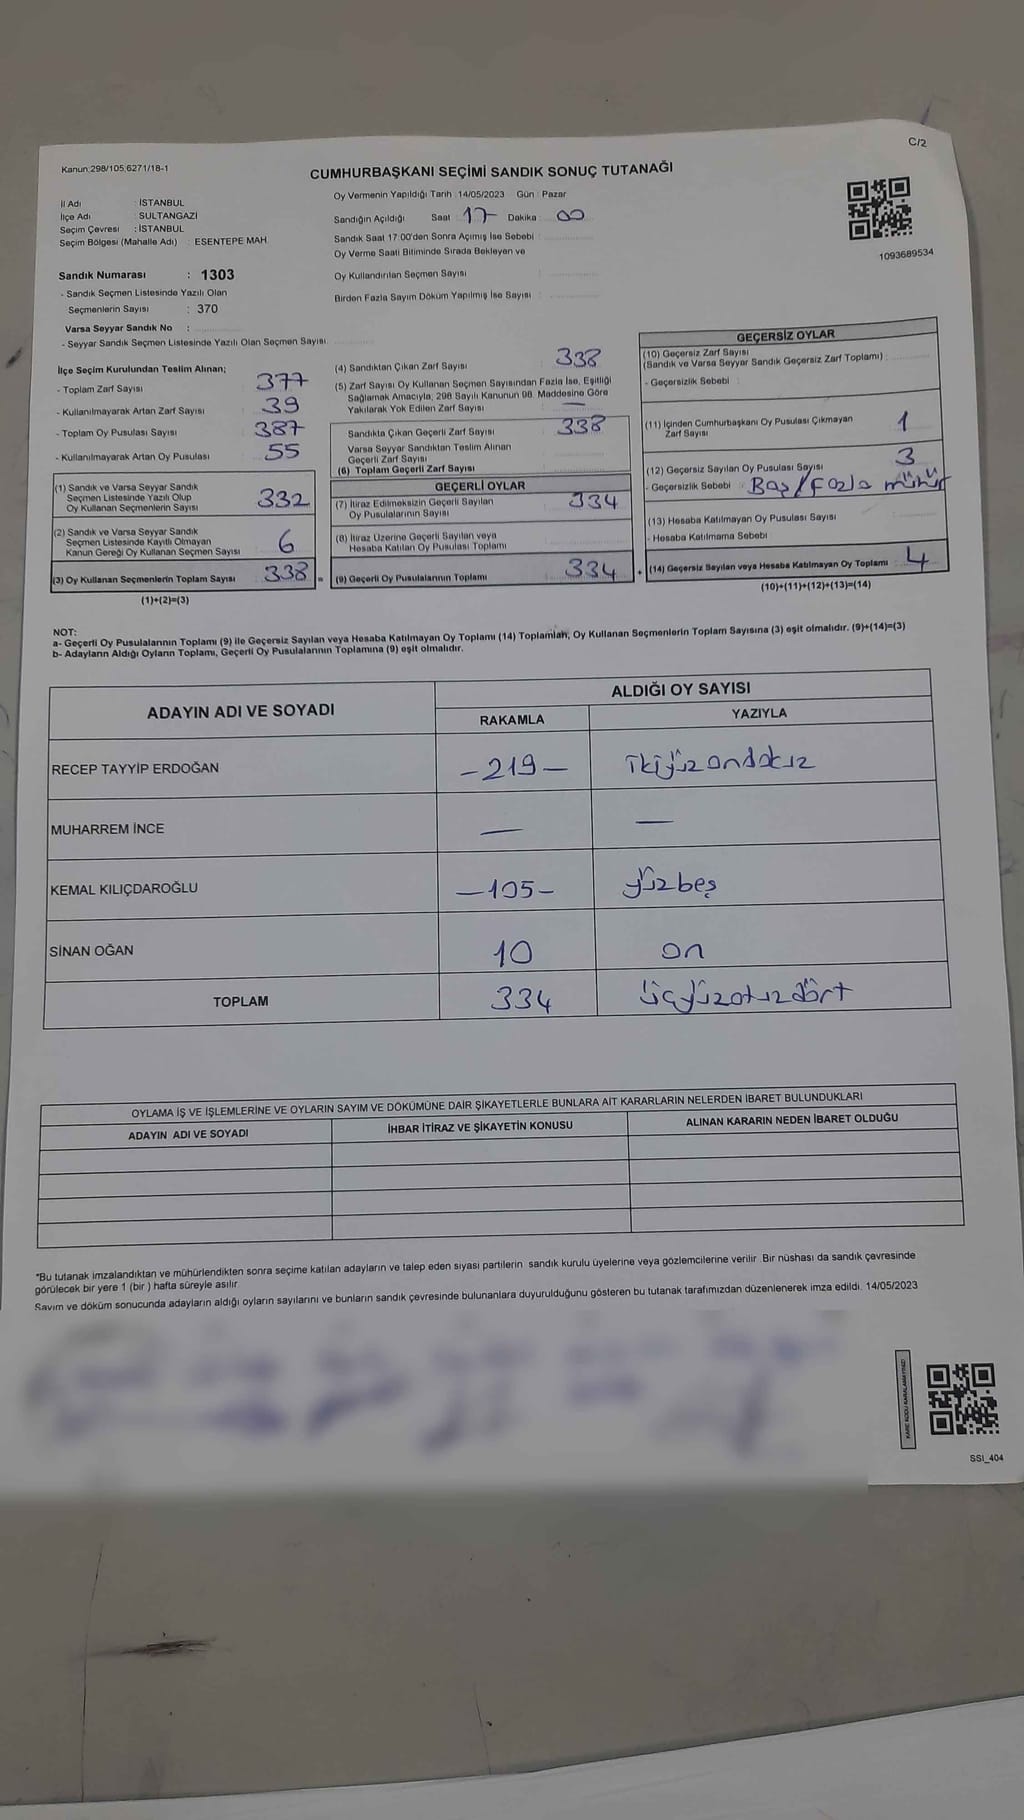 C/2
Kanun:298/105,6271/18-1
CUMHURBAŞKANI SEÇİMİ SANDIK SONUÇ TUTANAĞI
İl Adı : İSTANBUL
İlçe Adı : SULTANGAZİ
Seçim Çevresi : İSTANBUL
Seçim Bölgesi (Mahalle Adı) : ESENTEPE MAH.
Sandık Numarası : 1303
- Sandık Seçmen Listesinde Yazılı Olan
Seçmenlerin Sayısı : 370
Varsa Seyyar Sandık No :
- Seyyar Sandık Seçmen Listesinde Yazılı Olan Seçmen Sayısı
Oy Vermenin Yapıldığı Tarih :14/05/2023 Gün : Pazar
Sandığın Açıldığı Saat : 17 Dakika : 00
Sandık Saat 17:00'den Sonra Açımış İse Sebebi :
Oy Verme Saati Bitiminde Sırada Bekleyen ve
Oy Kullandırılan Seçmen Sayısı :
Birden Fazla Sayım Döküm Yapılmış İse Sayısı :
1093689534
İlçe Seçim Kurulundan Teslim Alınan;
- Toplam Zarf Sayısı 377
- Kullanılmayarak Artan Zarf Sayısı 39
- Toplam Oy Pusulası Sayısı 387
- Kullanılmayarak Artan Oy Pusulası 55
(1) Sandık ve Varsa Seyyar Sandık
Seçmen Listesinde Yazılı Olup
Oy Kullanan Seçmenlerin Sayısı 332
(2) Sandık ve Varsa Seyyar Sandık
Seçmen Listesinde Kayıtlı Olmayan
Kanun Gereği Oy Kullanan Seçmen Sayısı 6
(3) Oy Kullanan Seçmenlerin Toplam Sayısı 338 =
(1)+(2)=(3)
(4) Sandıktan Çıkan Zarf Sayısı 338
(5) Zarf Sayısı Oy Kullanan Seçmen Sayısından Fazla İse, Eşitliği
Sağlamak Amacıyla, 298 Sayılı Kanunun 98. Maddesine Göre
Yakılarak Yok Edilen Zarf Sayısı : —
Sandıkta Çıkan Geçerli Zarf Sayısı 338
Varsa Seyyar Sandıktan Teslim Alınan
Geçerli Zarf Sayısı
(6) Toplam Geçerli Zarf Sayısı
GEÇERLİ OYLAR
(7) İtiraz Edilmeksizin Geçerli Sayılan
Oy Pusulalarının Sayısı 334
(8) İtiraz Üzerine Geçerli Sayılan veya
Hesaba Katılan Oy Pusulası Toplamı
(9) Geçerli Oy Pusulalarının Toplamı 334 +
GEÇERSİZ OYLAR
(10) Geçersiz Zarf Sayısı
(Sandık ve Varsa Seyyar Sandık Geçersiz Zarf Toplamı) :
- Geçersizlik Sebebi :
(11) İçinden Cumhurbaşkanı Oy Pusulası Çıkmayan
Zarf Sayısı 1
(12) Geçersiz Sayılan Oy Pusulası Sayısı 3
- Geçersizlik Sebebi : Boş/Fazla mühür
(13) Hesaba Katılmayan Oy Pusulası Sayısı
- Hesaba Katılmama Sebebi
(14) Geçersiz Sayılan veya Hesaba Katılmayan Oy Toplamı 4
(10)+(11)+(12)+(13)=(14)
NOT:
a- Geçerli Oy Pusulalarının Toplamı (9) ile Geçersiz Sayılan veya Hesaba Katılmayan Oy Toplamı (14) Toplamları, Oy Kullanan Seçmenlerin Toplam Sayısına (3) eşit olmalıdır. (9)+(14)=(3)
b- Adayların Aldığı Oyların Toplamı, Geçerli Oy Pusulalarının Toplamına (9) eşit olmalıdır.
ADAYIN ADI VE SOYADI
ALDIĞI OY SAYISI
RAKAMLA YAZIYLA
RECEP TAYYİP ERDOĞAN -219- ikiyüzondokuz
MUHARREM İNCE — —
KEMAL KILIÇDAROĞLU -105- yüzbeş
SİNAN OĞAN 10 on
TOPLAM 334 üçyüzotuzdört
OYLAMA İŞ VE İŞLEMLERİNE VE OYLARIN SAYIM VE DÖKÜMÜNE DAİR ŞİKAYETLERLE BUNLARA AİT KARARLARIN NELERDEN İBARET BULUNDUKLARI
ADAYIN ADI VE SOYADI İHBAR İTİRAZ VE ŞİKAYETİN KONUSU ALINAN KARARIN NEDEN İBARET OLDUĞU
*Bu tutanak imzalandıktan ve mühürlendikten sonra seçime katılan adayların ve talep eden siyasi partilerin sandık kurulu üyelerine veya gözlemcilerine verilir. Bir nüshası da sandık çevresinde
görülecek bir yere 1 (bir ) hafta süreyle asılır.
Sayım ve döküm sonucunda adayların aldığı oyların sayılarını ve bunların sandık çevresinde bulunanlara duyurulduğunu gösteren bu tutanak tarafımızdan düzenlenerek imza edildi. 14/05/2023
KARE KODU KARALAMAYINIZ!
SSI_404